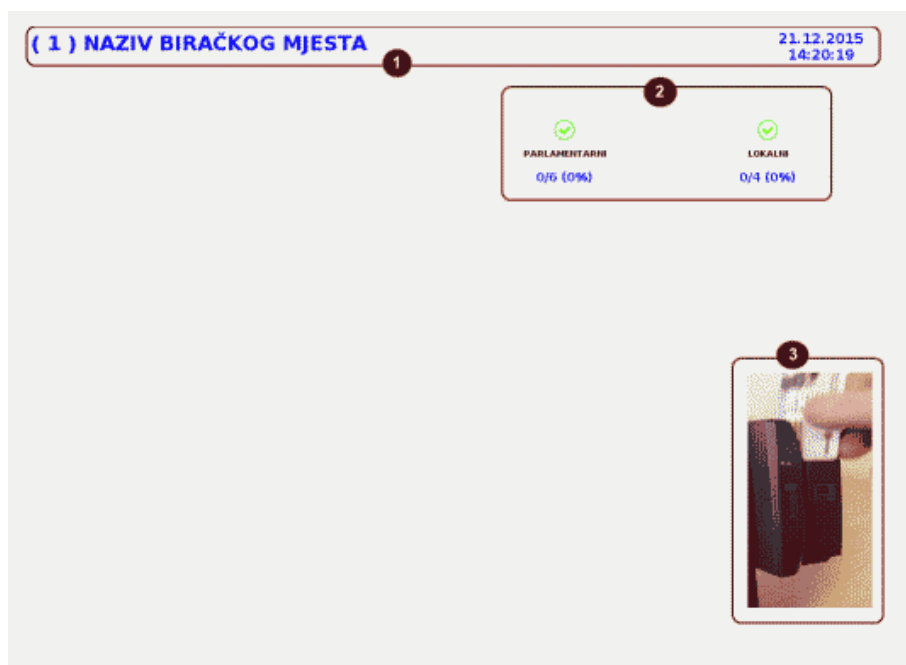 ( 1 ) NAZIV BIRAČKOG MJESTA
21.12.2015
14:20:19
1
2
PARLAMENTARNI
LOKALNI
0/6 (0%)
0/4 (0%)
3